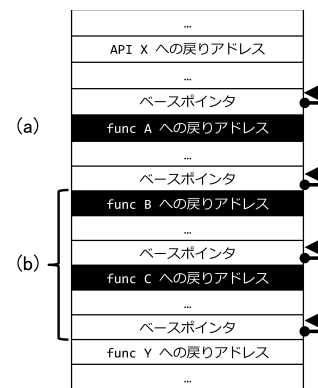 …
API X への戻りアドレス
…
ベースポインタ
(a)
func A への戻りアドレス
…
ベースポインタ
func B への戻りアドレス
…
ベースポインタ
(b)
func C への戻りアドレス
…
ベースポインタ
func Y への戻りアドレス
…